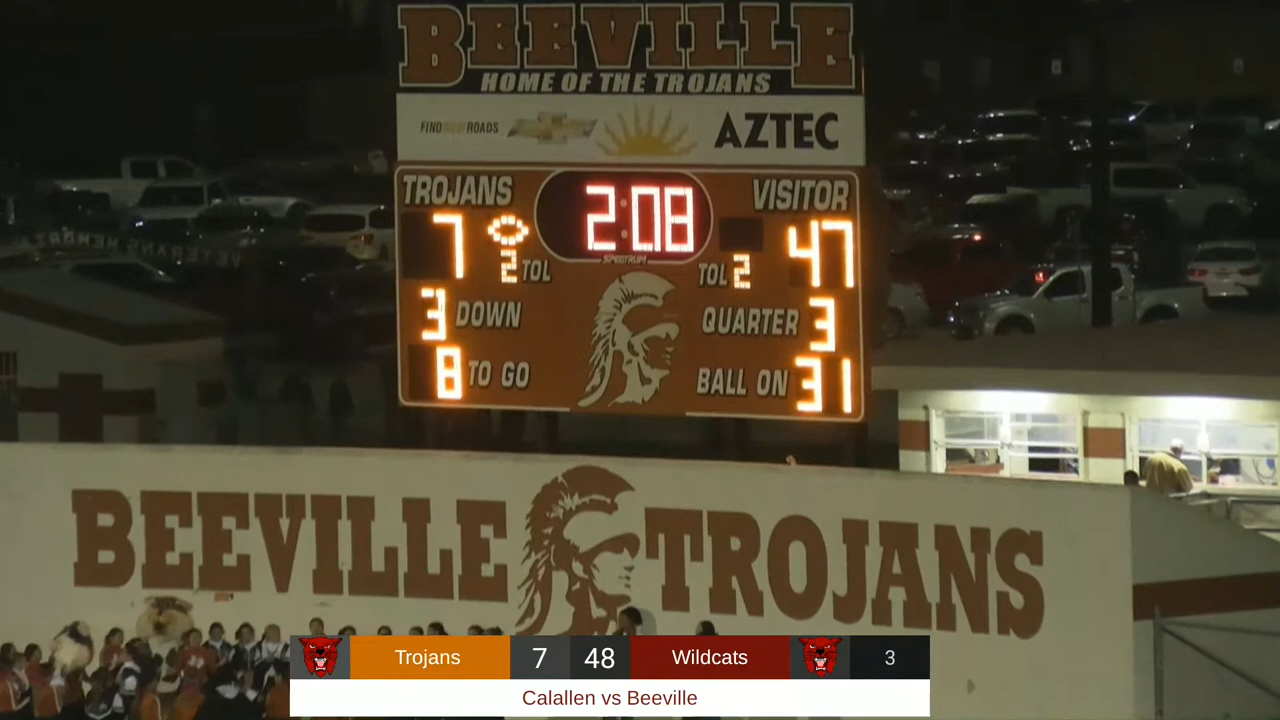 BEEVILLE
HOME OF THE TROJANS
FIND NEW ROADS
AZTEC
TROJANS
2:08
VISITOR
7
47
2 TOL
SPECTRUM
TOL 2
3 DOWN
QUARTER 3
8 TO GO
BALL ON 31
BEEVILLE TROJANS
Trojans 7 48 Wildcats 3
Calallen vs Beeville